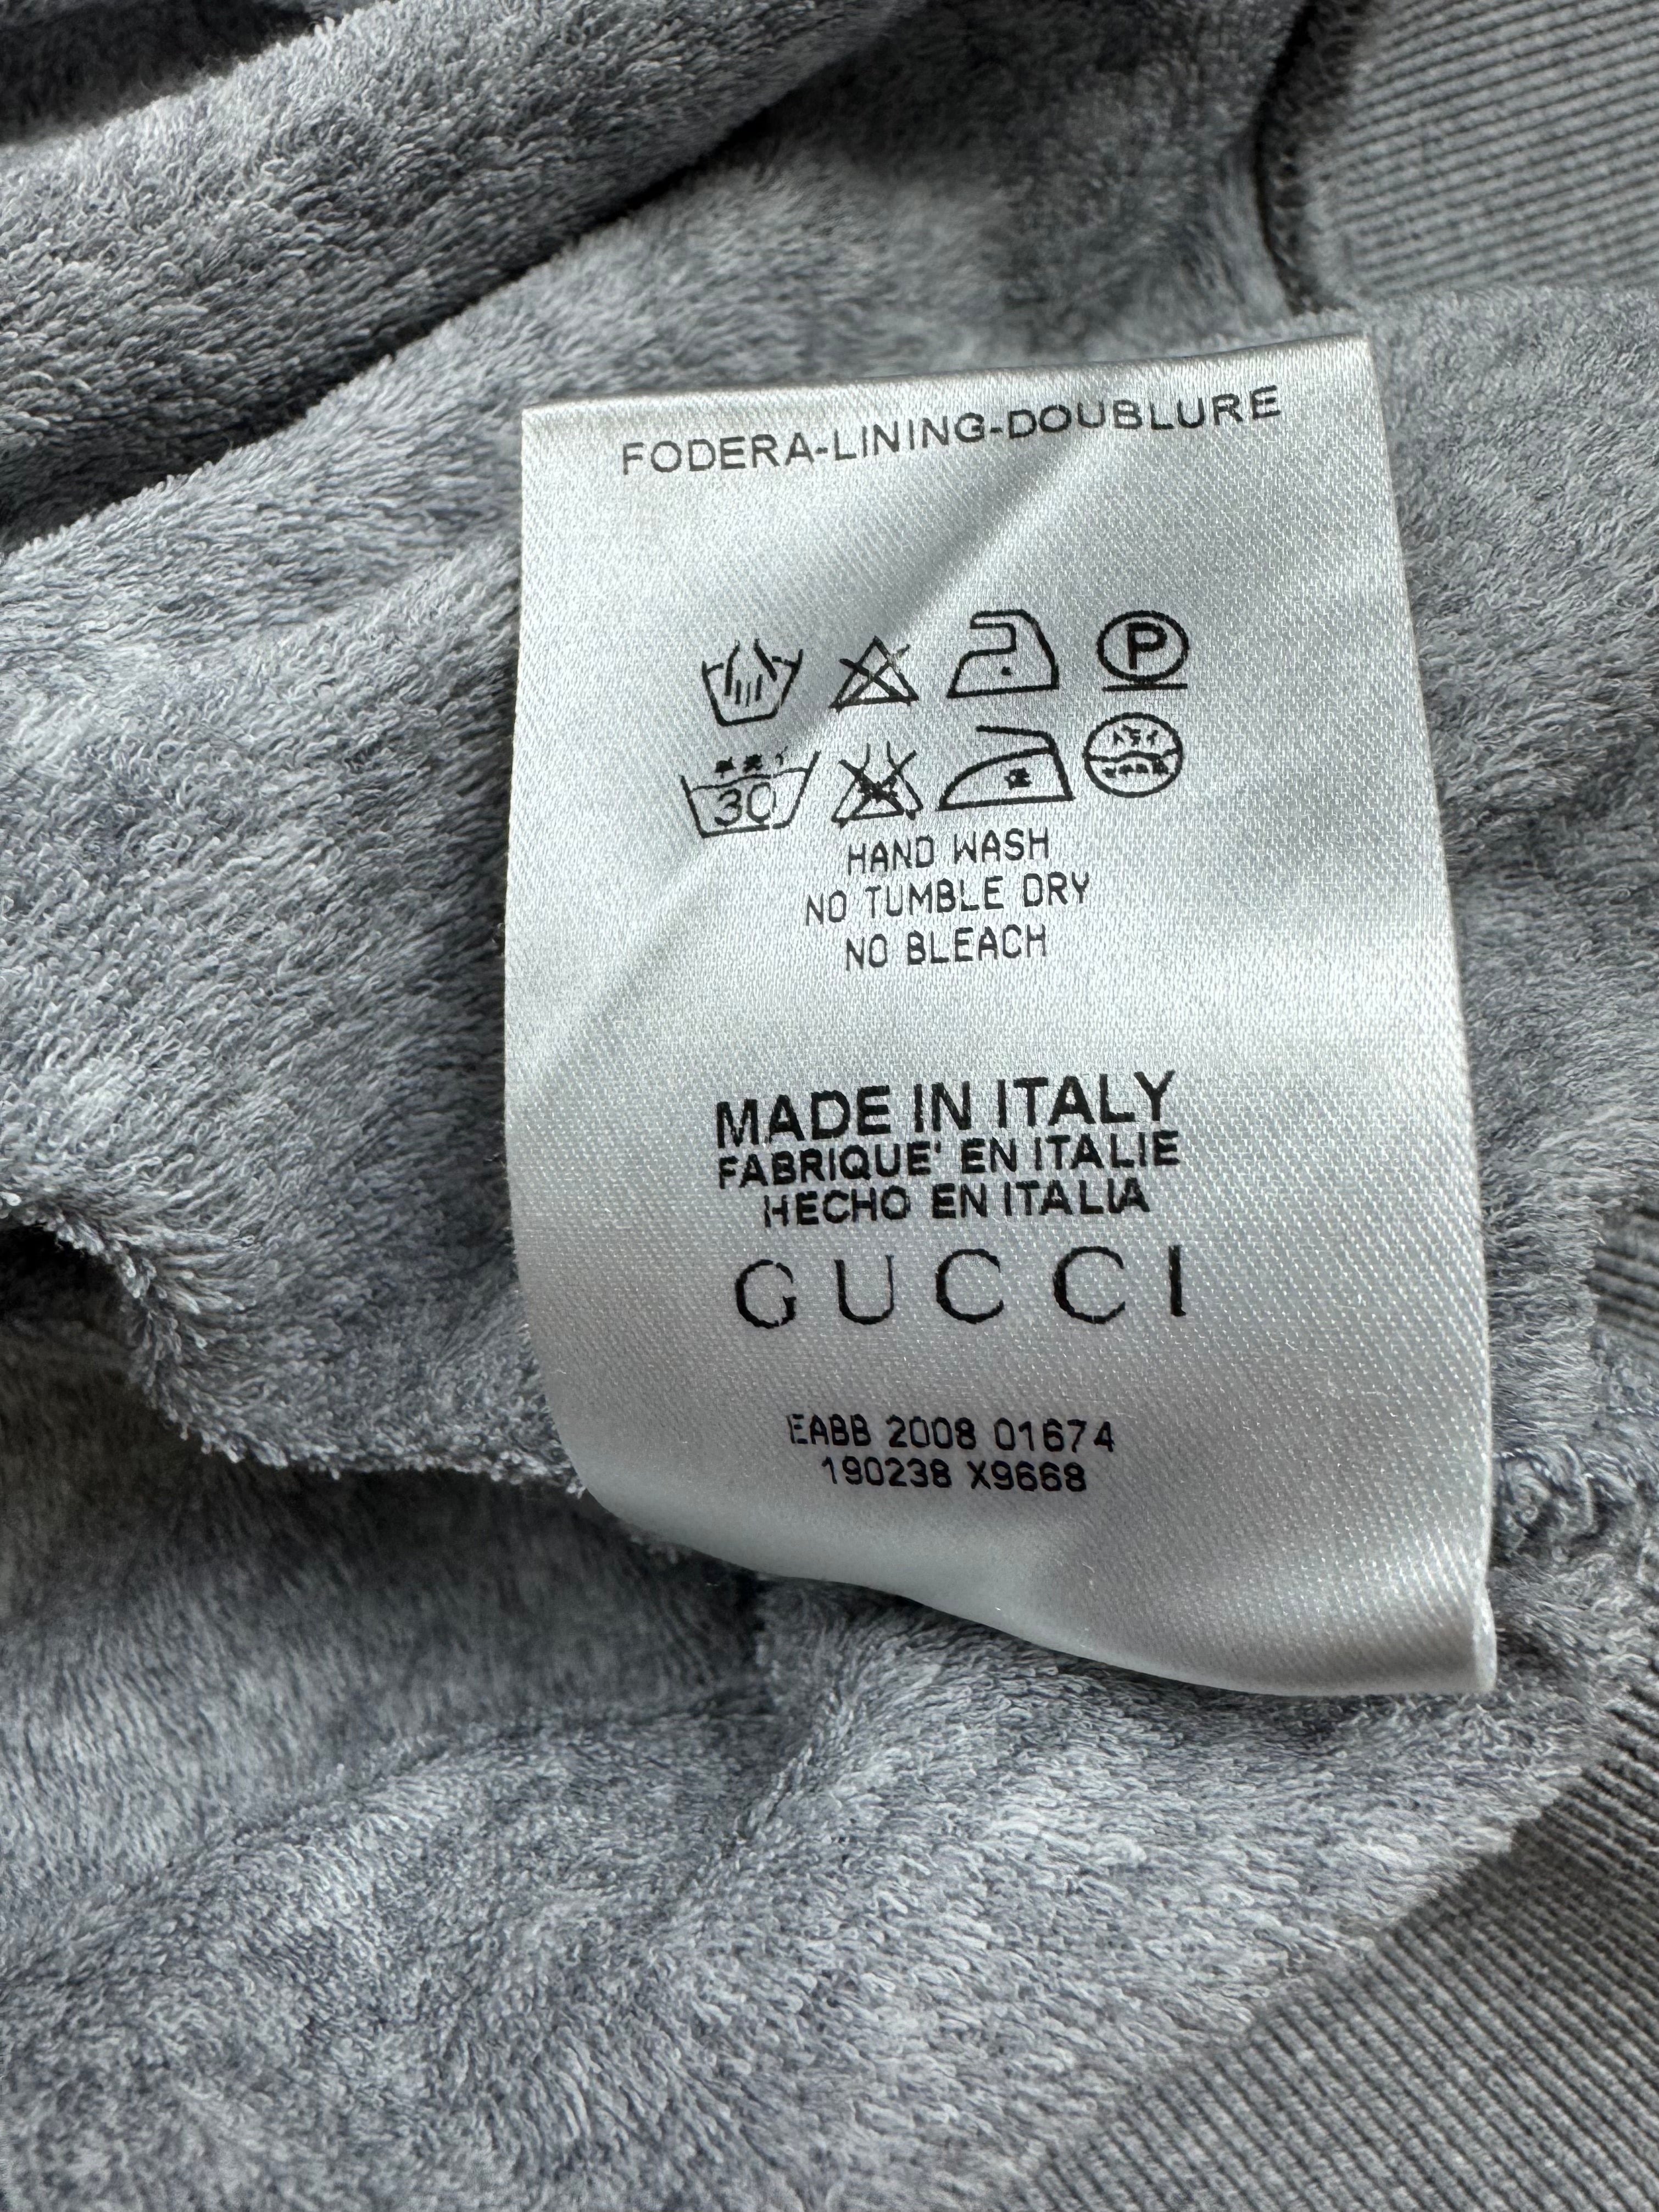 FODERA-LINING-DOUBLURE
P
30
HAND WASH
NO TUMBLE DRY
NO BLEACH
MADE IN ITALY
FABRIQUE' EN ITALIE
HECHO EN ITALIA
GUCCI
EABB 2008 01674
190238 X9668